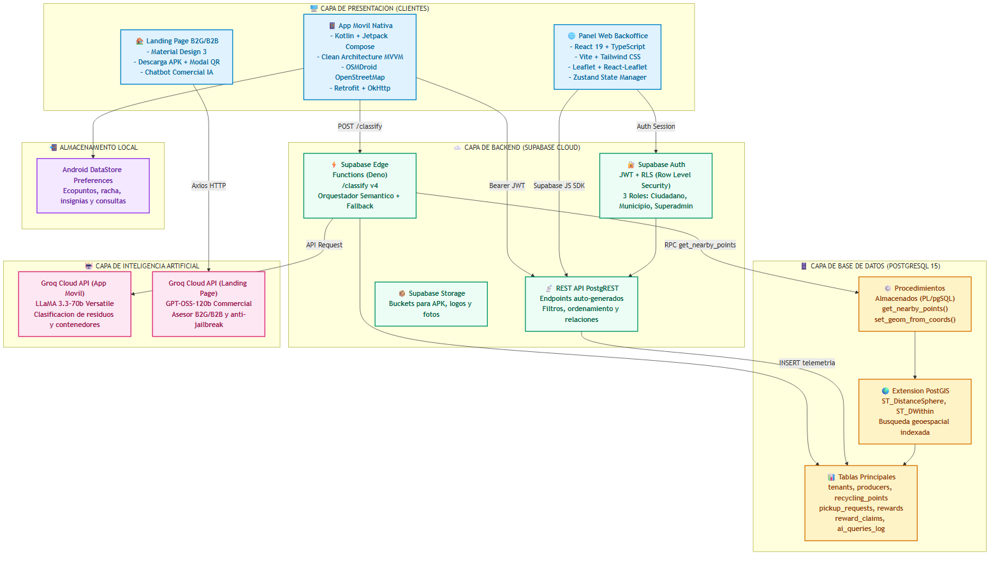 CAPA DE PRESENTACION (CLIENTES)
Landing Page B2G/B2B
- Material Design 3
- Descarga APK + Modal QR
- Chatbot Comercial IA
App Movil Nativa
- Kotlin + Jetpack
Compose
- Clean Architecture MVVM
- OSMDroid
OpenStreetMap
- Retrofit + OkHttp
Panel Web Backoffice
- React 19 + TypeScript
- Vite + Tailwind CSS
- Leaflet + React-Leaflet
- Zustand State Manager
POST /classify
Auth Session
ALMACENAMIENTO LOCAL
Android DataStore
Preferences
Ecopuntos, racha,
insignias y consultas
Axios HTTP
CAPA DE BACKEND (SUPABASE CLOUD)
Supabase Edge
Functions (Deno)
/classify v4
Orquestador Semantico +
Fallback
Bearer JWT
Supabase JS SDK
Supabase Auth
JWT + RLS (Row Level
Security)
3 Roles: Ciudadano,
Municipio, Superadmin
API Request
RPC get_nearby_points
CAPA DE INTELIGENCIA ARTIFICIAL
Groq Cloud API (App
Movil)
LLaMA 3.3-70b Versatile
Clasificacion de residuos
y contenedores
Groq Cloud API (Landing
Page)
GPT-OSS-120b Commercial
Asesor B2G/B2B y anti-
jailbreak
Supabase Storage
Buckets para APK, logos y
fotos
REST API PostgREST
Endpoints auto-generados
Filtros, ordenamiento y
relaciones
CAPA DE BASE DE DATOS (POSTGRESQL 15)
Procedimientos
Almacenados (PL/pgSQL)
get_nearby_points()
set_geom_from_coords()
INSERT telemetria
Extension PostGIS
ST_DistanceSphere,
ST_DWithin
Busqueda geoespacial
indexada
Tablas Principales
tenants, producers,
recycling_points
pickup_requests, rewards
reward_claims,
ai_queries_log